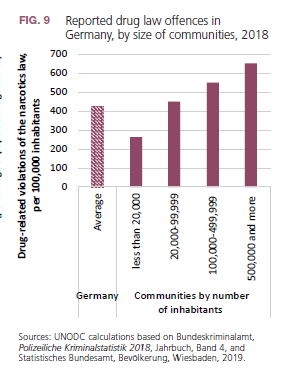 FIG. 9 Reported drug law offences in
Germany, by size of communities, 2018
Drug-related violations of the narcotics law,
per 100,000 inhabitants
700
600
500
400
300
200
100
0
Average
less than 20,000
20,000-99,999
100,000-499,999
500,000 and more
Germany
Communities by number
of inhabitants
Sources: UNODC calculations based on Bundeskriminalamt,
Polizeiliche Kriminalstatistik 2018, Jahrbuch, Band 4, and
Statistisches Bundesamt, Bevölkerung, Wiesbaden, 2019.